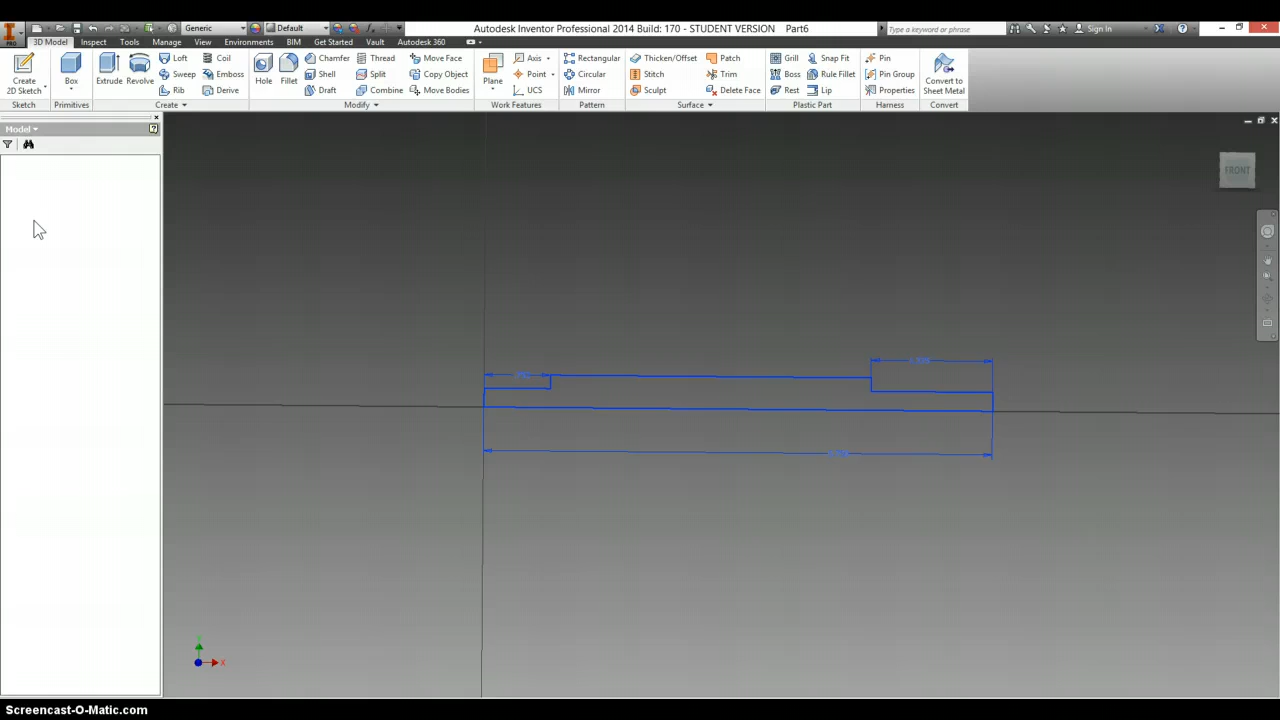 PRO
Generic
Default
Autodesk Inventor Professional 2014 Build: 170 - STUDENT VERSION Part6
Type a keyword or phrase
Sign In
3D Model Inspect Tools Manage View Environments BIM Get Started Vault Autodesk 360
Create 2D Sketch
Box
Extrude
Revolve
Loft
Sweep
Rib
Coil
Emboss
Derive
Hole
Fillet
Chamfer
Shell
Draft
Thread
Split
Combine
Move Face
Copy Object
Move Bodies
Plane
Axis
Point
UCS
Rectangular
Circular
Mirror
Thicken/Offset
Stitch
Sculpt
Patch
Trim
Delete Face
Grill
Boss
Rest
Snap Fit
Rule Fillet
Lip
Pin
Pin Group
Properties
Convert to Sheet Metal
Sketch Primitives Create Modify Work Features Pattern Surface Plastic Part Harness Convert
Model
FRONT
X
Screencast-O-Matic.com